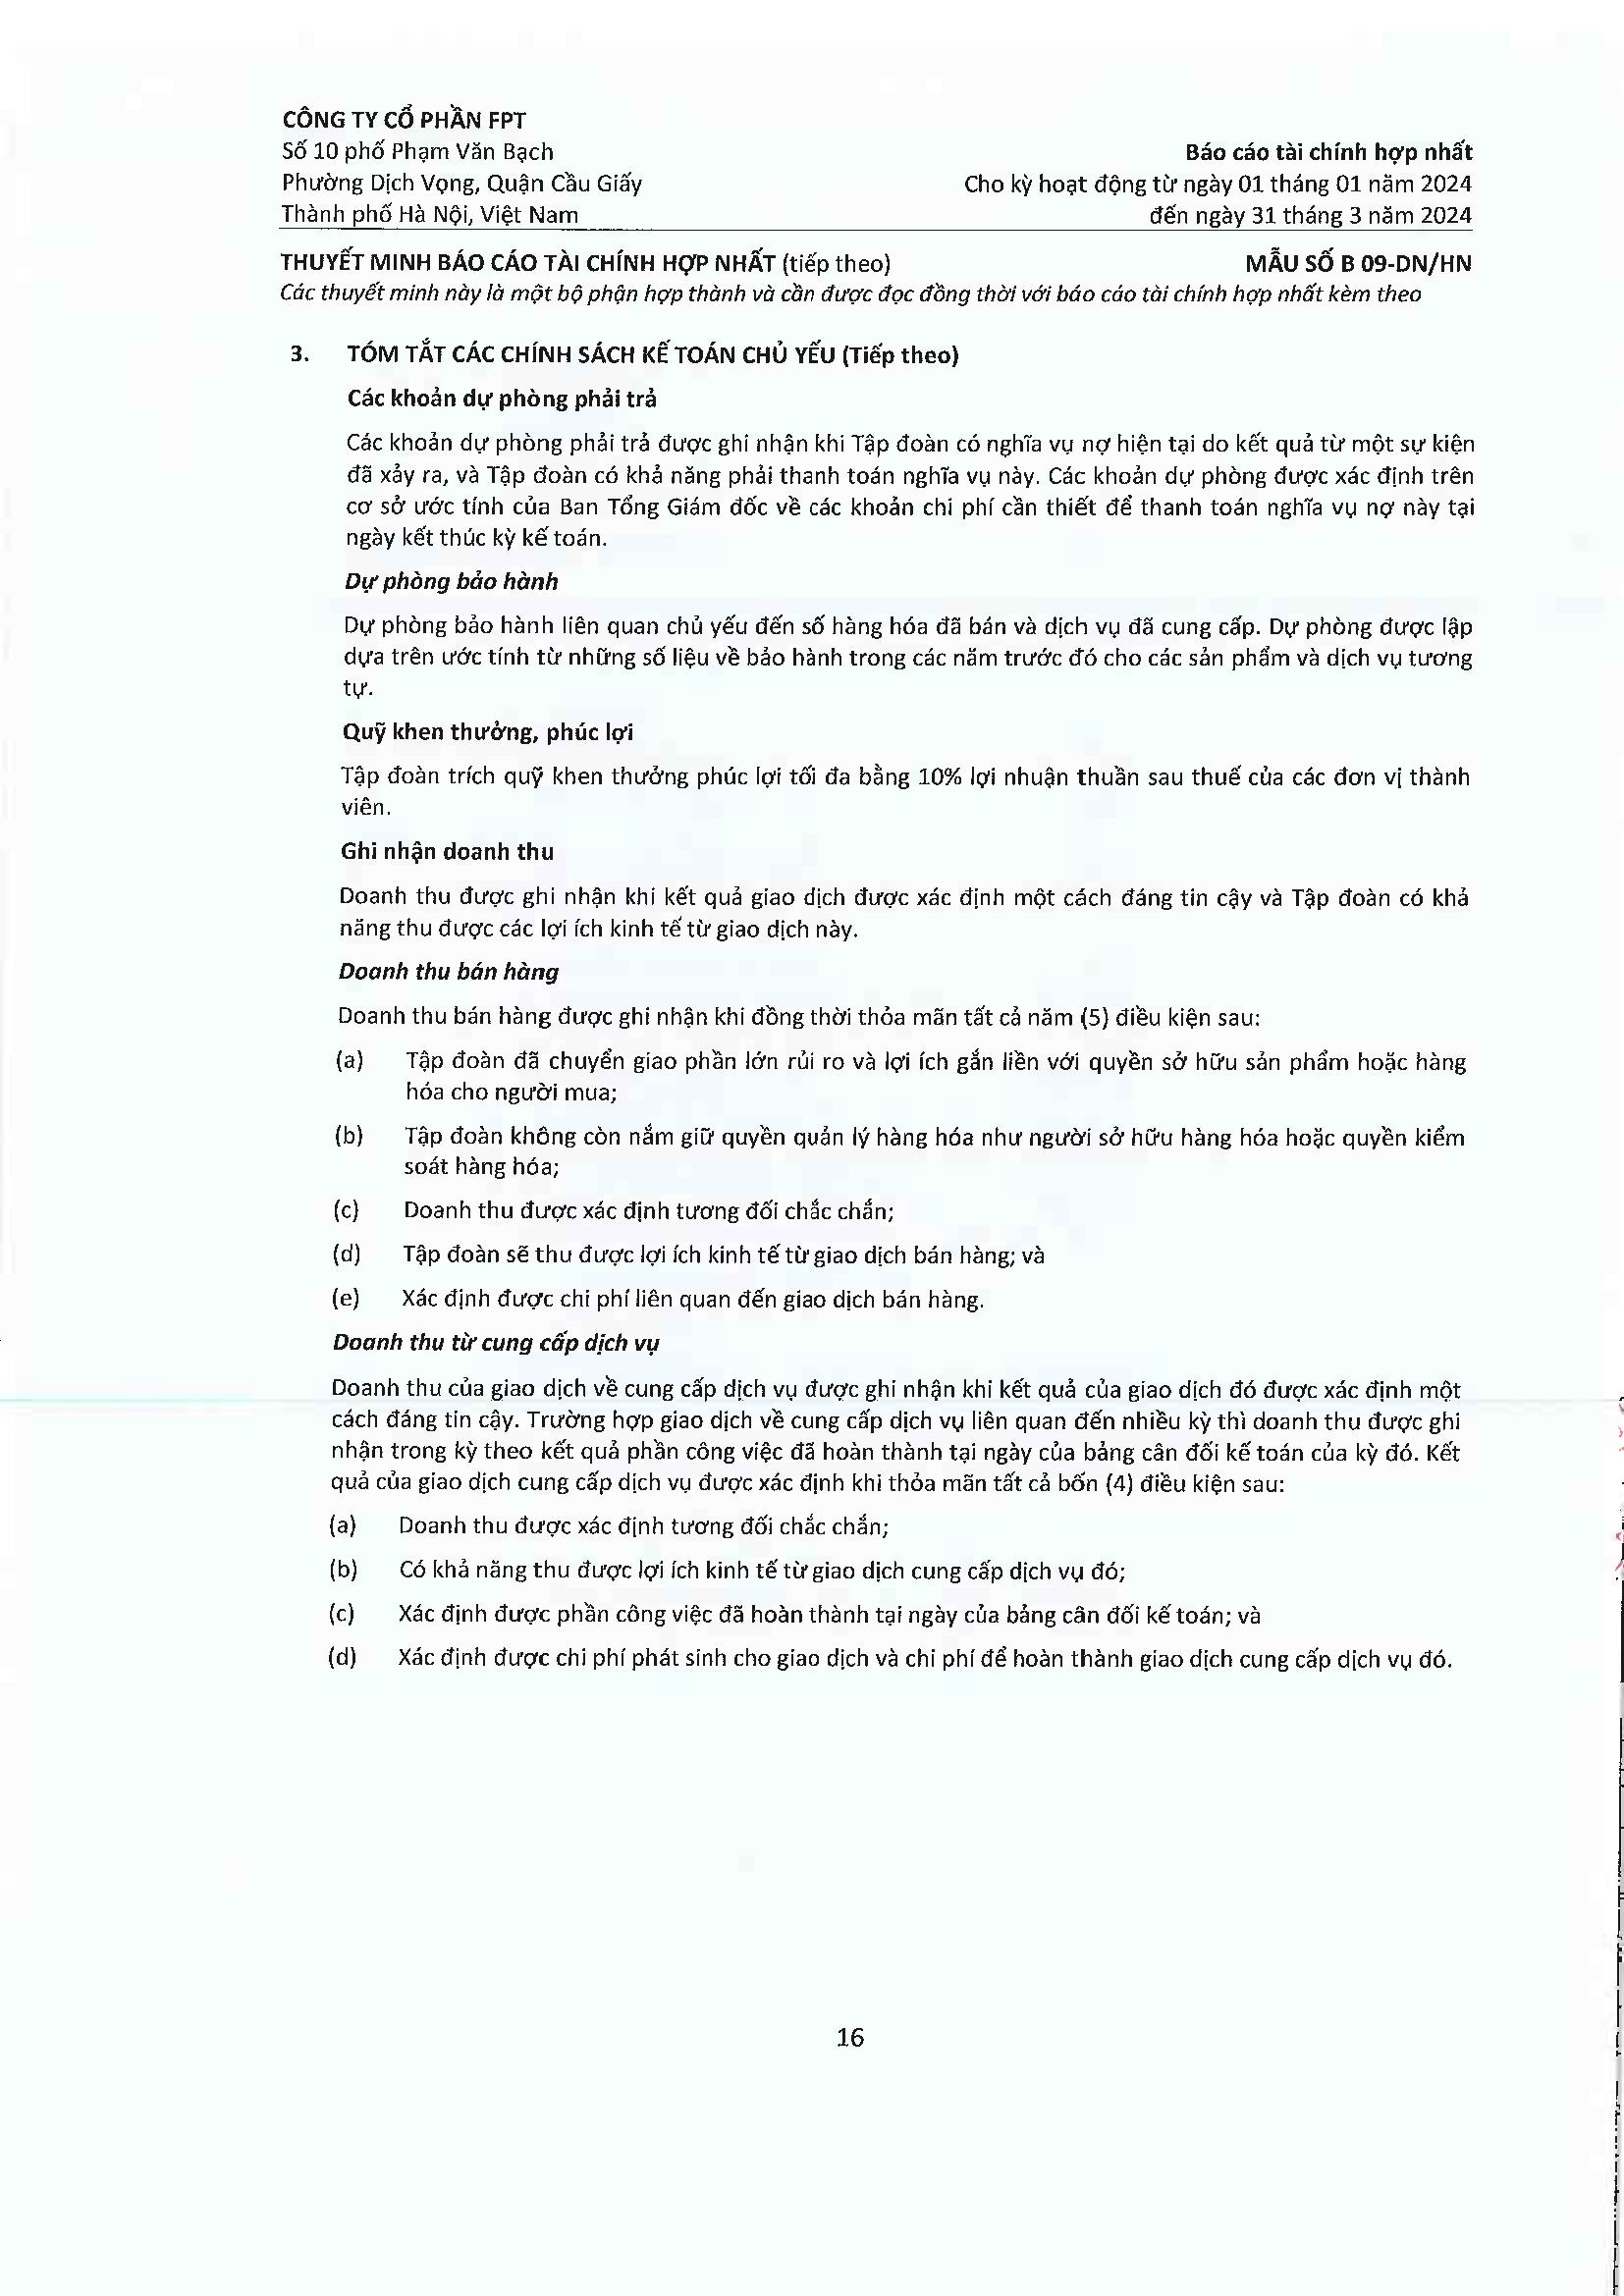 CÔNG TY CỔ PHẦN FPT
Số 10 phố Phạm Văn Bạch
Báo cáo tài chính hợp nhất
Phường Dịch Vọng, Quận Cầu Giấy
Cho kỳ hoạt động từ ngày 01 tháng 01 năm 2024
Thành phố Hà Nội, Việt Nam
đến ngày 31 tháng 3 năm 2024
THUYẾT MINH BÁO CÁO TÀI CHÍNH HỢP NHẤT (tiếp theo)
MẪU SỐ B 09-DN/HN
Các thuyết minh này là một bộ phận hợp thành và cần được đọc đồng thời với báo cáo tài chính hợp nhất kèm theo
3. TÓM TẮT CÁC CHÍNH SÁCH KẾ TOÁN CHỦ YẾU (Tiếp theo)
Các khoản dự phòng phải trả
Các khoản dự phòng phải trả được ghi nhận khi Tập đoàn có nghĩa vụ nợ hiện tại do kết quả từ một sự kiện
đã xảy ra, và Tập đoàn có khả năng phải thanh toán nghĩa vụ này. Các khoản dự phòng được xác định trên
cơ sở ước tính của Ban Tổng Giám đốc về các khoản chi phí cần thiết để thanh toán nghĩa vụ nợ này tại
ngày kết thúc kỳ kế toán.
Dự phòng bảo hành
Dự phòng bảo hành liên quan chủ yếu đến số hàng hóa đã bán và dịch vụ đã cung cấp. Dự phòng được lập
dựa trên ước tính từ những số liệu về bảo hành trong các năm trước đó cho các sản phẩm và dịch vụ tương
tự.
Quỹ khen thưởng, phúc lợi
Tập đoàn trích quỹ khen thưởng phúc lợi tối đa bằng 10% lợi nhuận thuần sau thuế của các đơn vị thành
viên.
Ghi nhận doanh thu
Doanh thu được ghi nhận khi kết quả giao dịch được xác định một cách đáng tin cậy và Tập đoàn có khả
năng thu được các lợi ích kinh tế từ giao dịch này.
Doanh thu bán hàng
Doanh thu bán hàng được ghi nhận khi đồng thời thỏa mãn tất cả năm (5) điều kiện sau:
(a) Tập đoàn đã chuyển giao phần lớn rủi ro và lợi ích gắn liền với quyền sở hữu sản phẩm hoặc hàng
hóa cho người mua;
(b) Tập đoàn không còn nắm giữ quyền quản lý hàng hóa như người sở hữu hàng hóa hoặc quyền kiểm
soát hàng hóa;
(c) Doanh thu được xác định tương đối chắc chắn;
(d) Tập đoàn sẽ thu được lợi ích kinh tế từ giao dịch bán hàng; và
(e) Xác định được chi phí liên quan đến giao dịch bán hàng.
Doanh thu từ cung cấp dịch vụ
Doanh thu của giao dịch về cung cấp dịch vụ được ghi nhận khi kết quả của giao dịch đó được xác định một
cách đáng tin cậy. Trường hợp giao dịch về cung cấp dịch vụ liên quan đến nhiều kỳ thì doanh thu được ghi
nhận trong kỳ theo kết quả phần công việc đã hoàn thành tại ngày của bảng cân đối kế toán của kỳ đó. Kết
quả của giao dịch cung cấp dịch vụ được xác định khi thỏa mãn tất cả bốn (4) điều kiện sau:
(a) Doanh thu được xác định tương đối chắc chắn;
(b) Có khả năng thu được lợi ích kinh tế từ giao dịch cung cấp dịch vụ đó;
(c) Xác định được phần công việc đã hoàn thành tại ngày của bảng cân đối kế toán; và
(d) Xác định được chi phí phát sinh cho giao dịch và chi phí để hoàn thành giao dịch cung cấp dịch vụ đó.
16